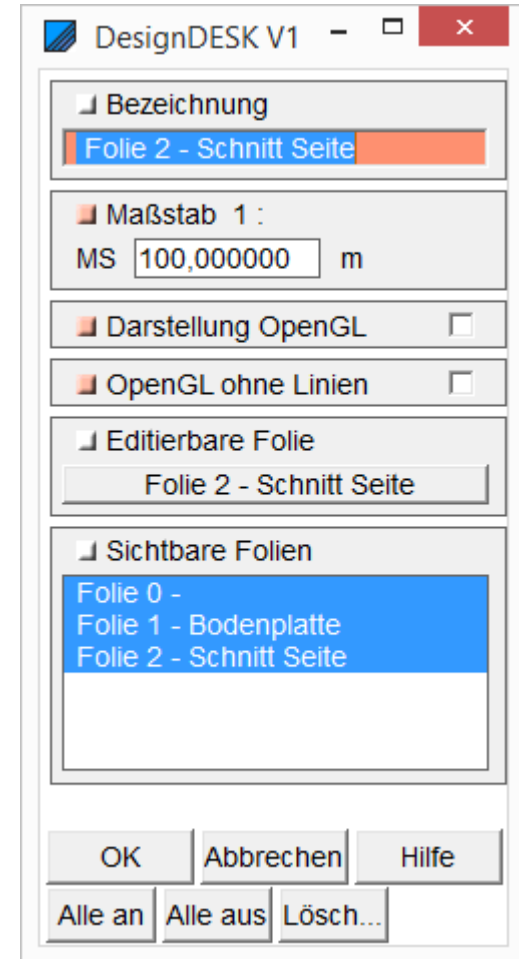 DesignDESK V1
Bezeichnung
Folie 2 - Schnitt Seite
Maßstab 1 :
MS 100,000000 m
Darstellung OpenGL
OpenGL ohne Linien
Editierbare Folie
Folie 2 - Schnitt Seite
Sichtbare Folien
Folie 0 -
Folie 1 - Bodenplatte
Folie 2 - Schnitt Seite
OK Abbrechen Hilfe
Alle an Alle aus Lösch...